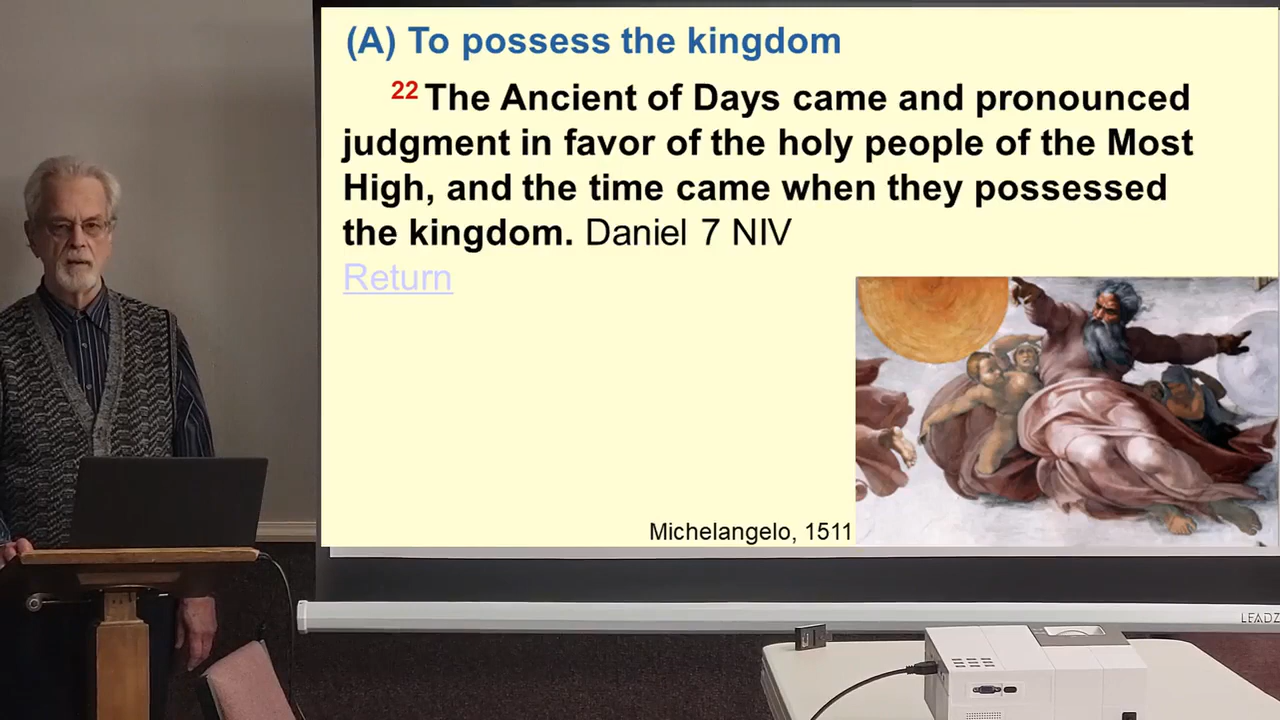 (A) To possess the kingdom
22 The Ancient of Days came and pronounced
judgment in favor of the holy people of the Most
High, and the time came when they possessed
the kingdom. Daniel 7 NIV
Return
Michelangelo, 1511
LEADZ